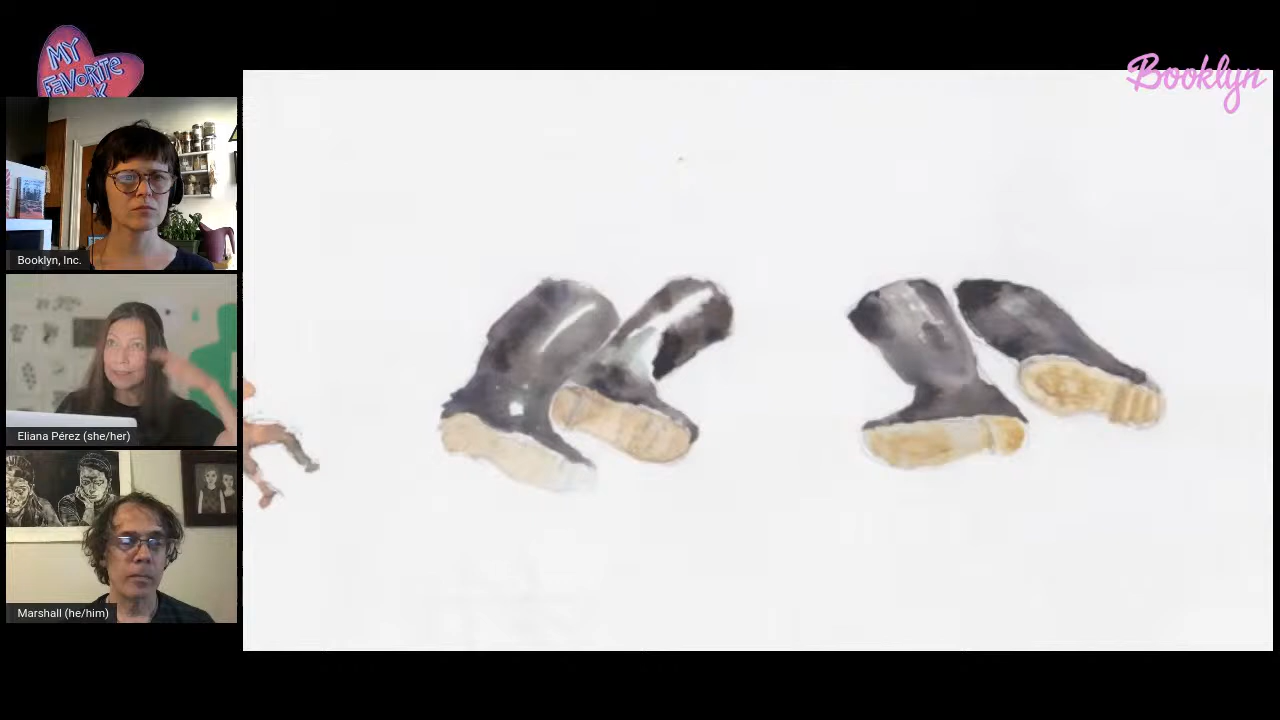 MY
FAVORITE
Booklyn
Booklyn, Inc.
Eliana Pérez (she/her)
Marshall (he/him)